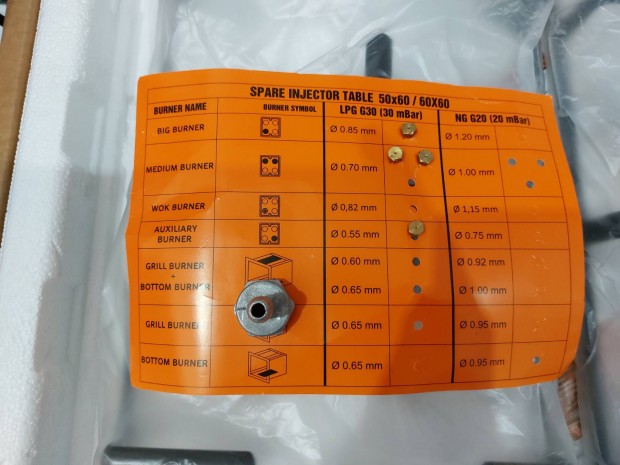 SPARE INJECTOR TABLE 50x60 / 60X60
BURNER NAME BURNER SYMBOL LPG G30 (30 mBar) NG G20 (20 mBar)
BIG BURNER Ø 0.85 mm Ø 1.20 mm
MEDIUM BURNER Ø 0.70 mm Ø 1.00 mm
WOK BURNER Ø 0,82 mm Ø 1,15 mm
AUXILIARY
BURNER Ø 0.55 mm Ø 0.75 mm
GRILL BURNER Ø 0.60 mm Ø 0.92 mm
+
BOTTOM BURNER Ø 0.65 mm Ø 1.00 mm
GRILL BURNER Ø 0.65 mm Ø 0.95 mm
BOTTOM BURNER Ø 0.65 mm Ø 0.95 mm